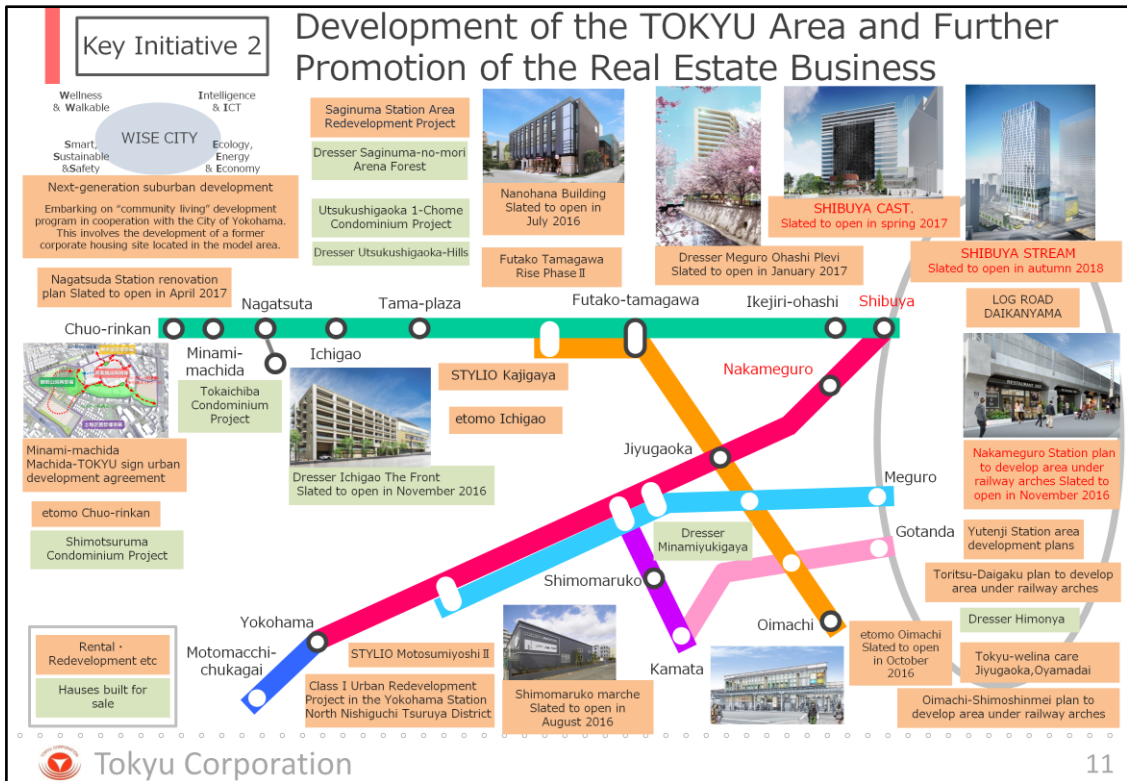 Key Initiative 2
Development of the TOKYU Area and Further
Promotion of the Real Estate Business
Wellness
& Walkable
Intelligence
& ICT
WISE CITY
Smart,
Sustainable
&Safety
Ecology,
Energy
& Economy
Next-generation suburban development
Embarking on "community living" development
program in cooperation with the City of Yokohama.
This involves the development of a former
corporate housing site located in the model area.
Nagatsuda Station renovation
plan Slated to open in April 2017
Saginuma Station Area
Redevelopment Project
Dresser Saginuma-no-mori
Arena Forest
Utsukushigaoka 1-Chome
Condominium Project
Dresser Utsukushigaoka-Hills
Nanohana Building
Slated to open in
July 2016
Futako Tamagawa
Rise Phase Ⅱ
Dresser Meguro Ohashi Plevi
Slated to open in January 2017
SHIBUYA CAST.
Slated to open in spring 2017
SHIBUYA STREAM
Slated to open in autumn 2018
LOG ROAD
DAIKANYAMA
Chuo-rinkan
Minami-
machida
Nagatsuta
Ichigao
Tama-plaza
Futako-tamagawa
Ikejiri-ohashi
Shibuya
Nakameguro
Tokaichiba
Condominium
Project
STYLIO Kajigaya
etomo Ichigao
Dresser Ichigao The Front
Slated to open in November 2016
Minami-machida
Machida-TOKYU sign urban
development agreement
etomo Chuo-rinkan
Shimotsuruma
Condominium Project
Jiyugaoka
Meguro
Gotanda
Dresser
Minamiyukigaya
Shimomaruko
Oimachi
Kamata
Yokohama
Motomacchi-
chukagai
RESTAURANT
Nakameguro Station plan
to develop area under
railway arches Slated to
open in November 2016
Yutenji Station area
development plans
Toritsu-Daigaku plan to develop
area under railway arches
Dresser Himonya
Tokyu-welina care
Jiyugaoka,Oyamadai
Oimachi-Shimoshinmei plan to
develop area under railway arches
etomo Oimachi
Slated to open
in October
2016
STYLIO Motosumiyoshi Ⅱ
Class I Urban Redevelopment
Project in the Yokohama Station
North Nishiguchi Tsuruya District
Shimomaruko marche
Slated to open in
August 2016
Rental・
Redevelopment etc
Hauses built for
sale
TOKYU CORPORATION
Tokyu Corporation
11